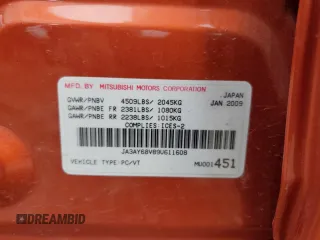 MFD. BY MITSUBISHI MOTORS CORPORATION
JAPAN
GVWR/PNBV 4509LBS/ 2045KG
JAN 2009
GAWR/PNBE FR 2381LBS/ 1080KG
GAWR/PNBE RR 2238LBS/ 1015KG
COMPLIES ICES-2
JA3AY68V89U611608
VEHICLE TYPE:PC/VT
MU001451
DREAMBID